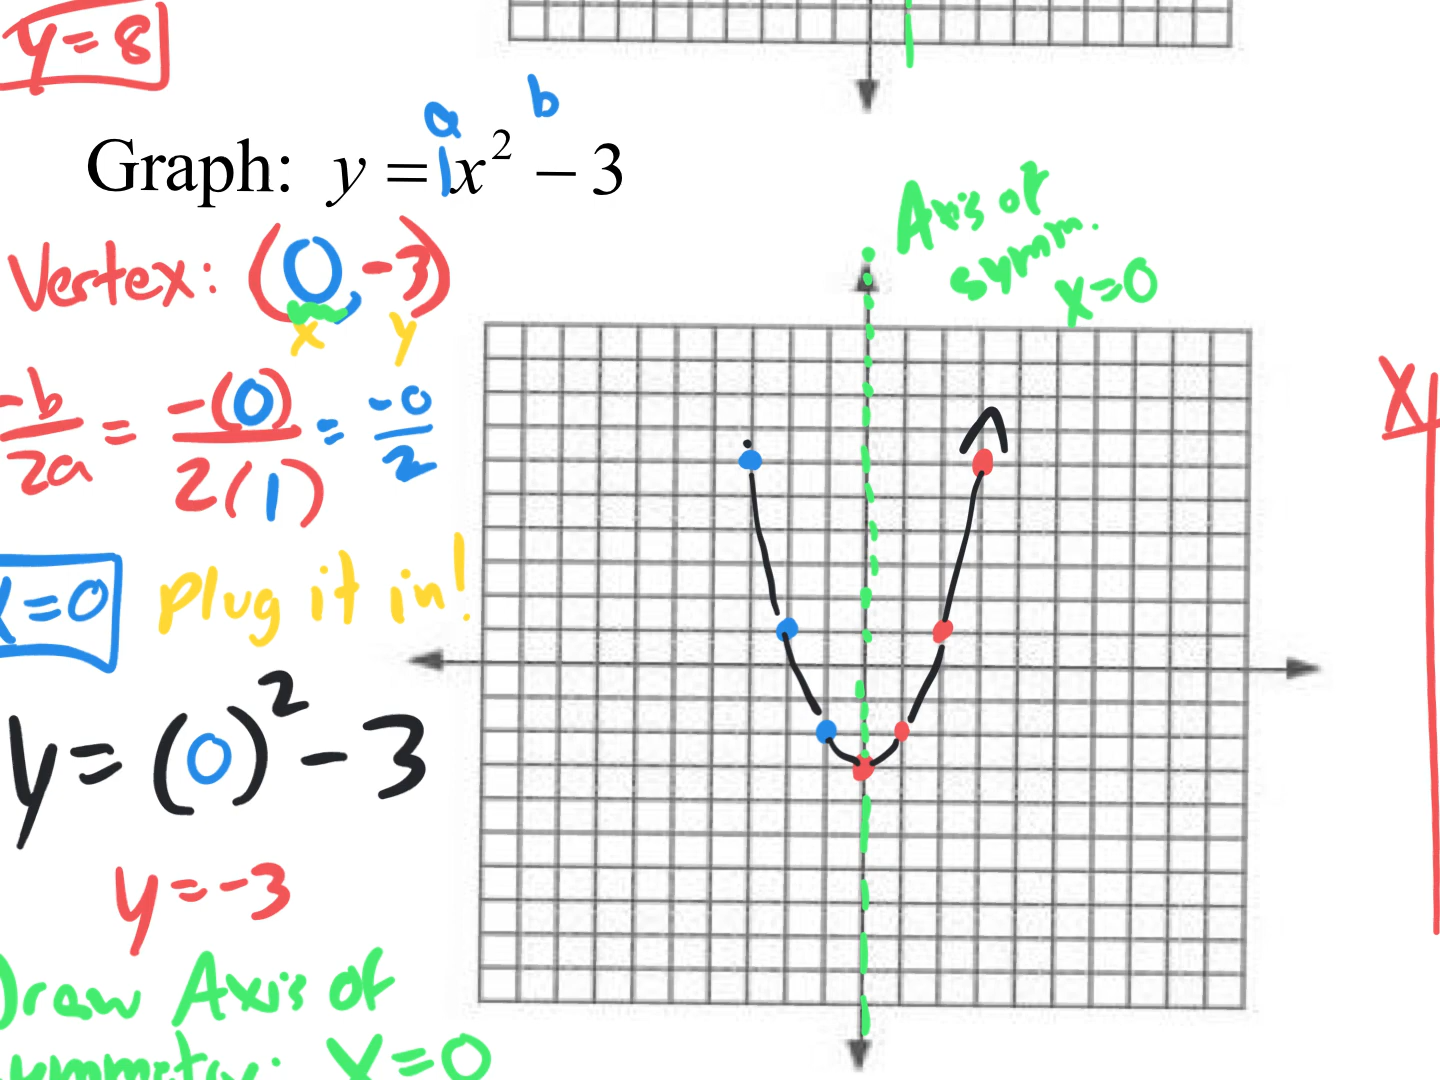 y = 8
a b
Graph: y = 1x² − 3
Vertex: (0, -3)
x y
-b/2a = -(0)/2(1) = -0/2
x = 0 plug it in!
y = (0)² - 3
y = -3
Draw Axis of
symmetry: x = 0
Axis of
symm.
x = 0
X